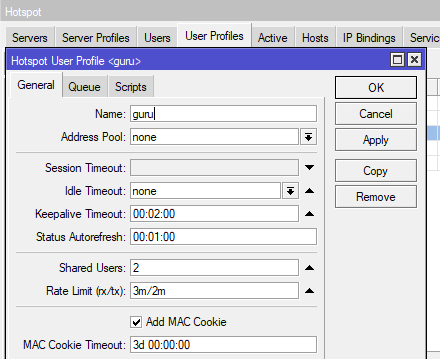 Hotspot
Servers Server Profiles Users User Profiles Active Hosts IP Bindings
Hotspot User Profile <guru>
General Queue Scripts
Name: guru
OK
Cancel
Address Pool: none
Apply
Session Timeout:
Copy
Idle Timeout: none
Remove
Keepalive Timeout: 00:02:00
Status Autorefresh: 00:01:00
Shared Users: 2
Rate Limit (rx/tx): 3m/2m
Add MAC Cookie
MAC Cookie Timeout: 3d 00:00:00